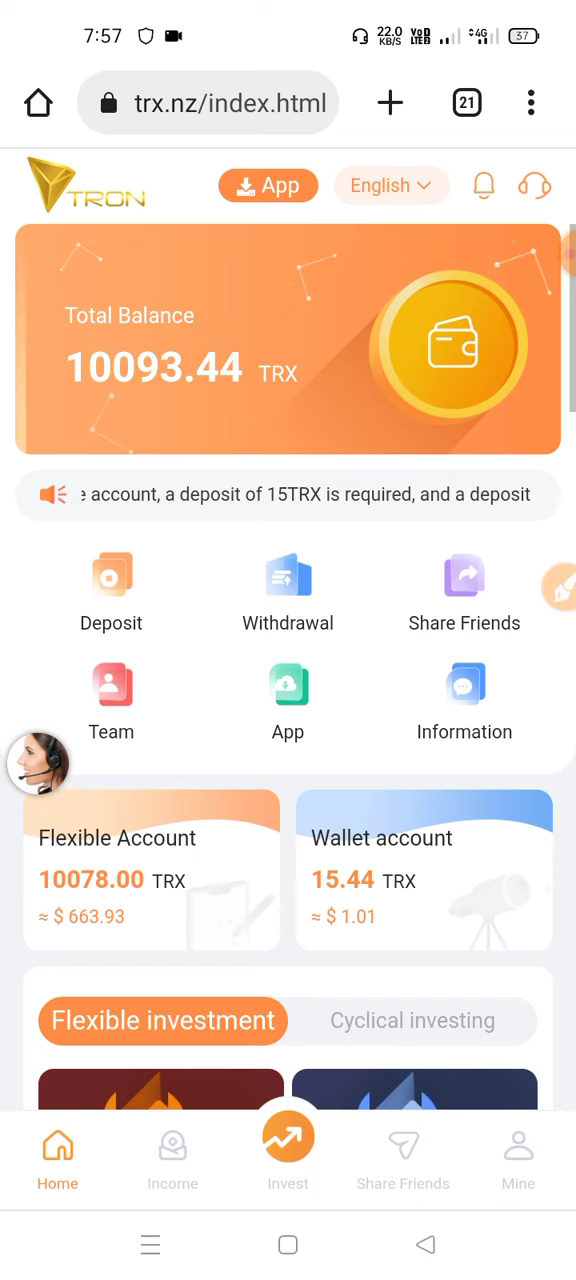 7:57
22.0 KB/S
Vo D LTE 2
4G
37
trx.nz/index.html
21
TRON
App
English
Total Balance
10093.44 TRX
e account, a deposit of 15TRX is required, and a deposit
Deposit
Withdrawal
Share Friends
Team
App
Information
Flexible Account
10078.00 TRX
≈ $ 663.93
Wallet account
15.44 TRX
≈ $ 1.01
Flexible investment
Cyclical investing
Home
Income
Invest
Share Friends
Mine